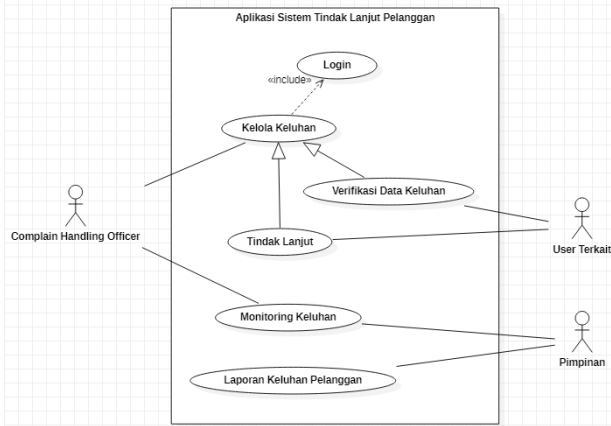 Aplikasi Sistem Tindak Lanjut Pelanggan
Login
«include»
Kelola Keluhan
Verifikasi Data Keluhan
Complain Handling Officer
Tindak Lanjut
User Terkait
Monitoring Keluhan
Pimpinan
Laporan Keluhan Pelanggan